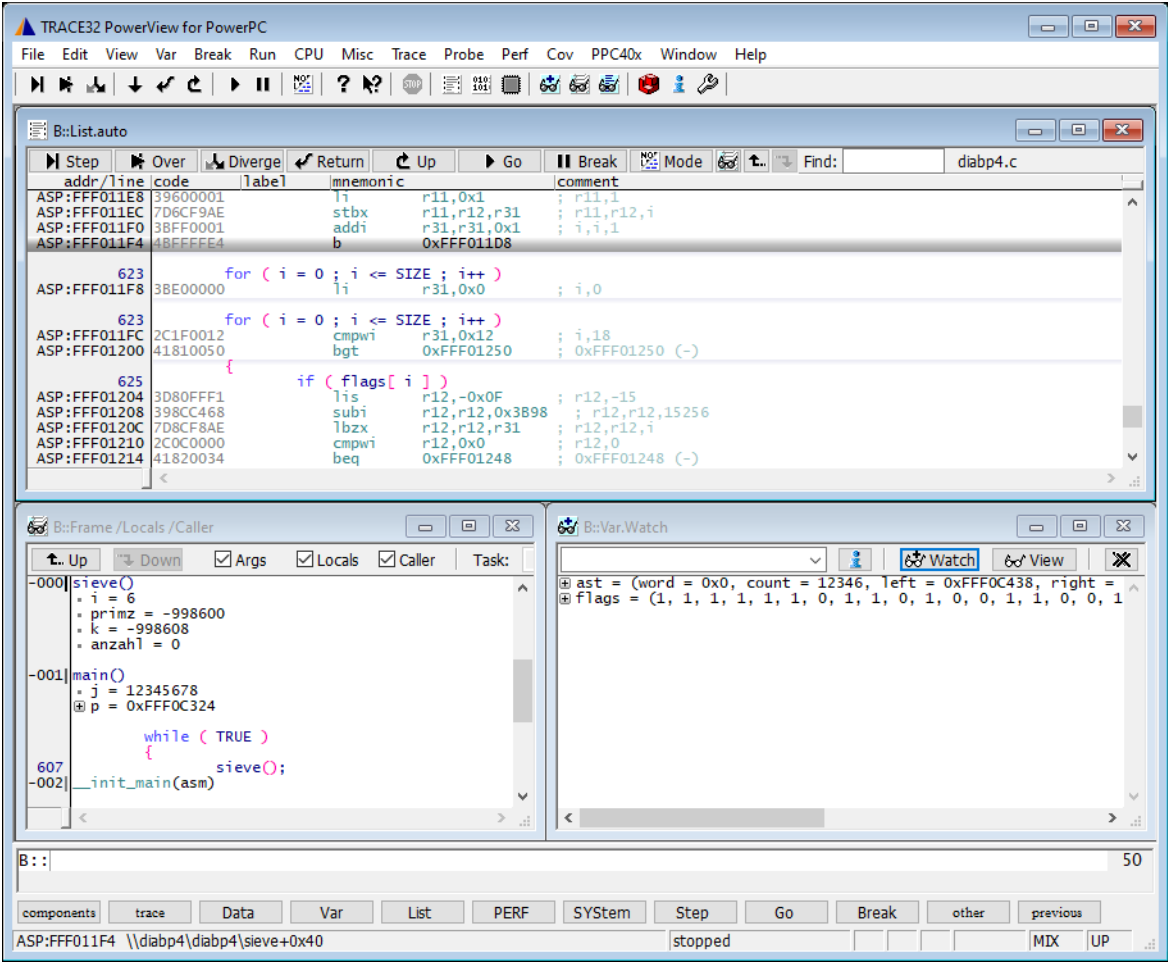 TRACE32 PowerView for PowerPC
File Edit View Var Break Run CPU Misc Trace Probe Perf Cov PPC40x Window Help
B::List.auto
Step Over Diverge Return Up Go Break Mode Find: diabp4.c
addr/line code label mnemonic comment
ASP:FFF011E8 39600001 li r11,0x1 ; r11,1
ASP:FFF011EC 7D6CF9AE stbx r11,r12,r31 ; r11,r12,i
ASP:FFF011F0 3BFF0001 addi r31,r31,0x1 ; i,i,1
ASP:FFF011F4 4BFFFFE4 b 0xFFF011D8
623 for ( i = 0 ; i <= SIZE ; i++ )
ASP:FFF011F8 3BE00000 li r31,0x0 ; i,0
623 for ( i = 0 ; i <= SIZE ; i++ )
ASP:FFF011FC 2C1F0012 cmpwi r31,0x12 ; i,18
ASP:FFF01200 41810050 bgt 0xFFF01250 ; 0xFFF01250 (-)
{
625 if ( flags[ i ] )
ASP:FFF01204 3D80FFF1 lis r12,-0x0F ; r12,-15
ASP:FFF01208 398CC468 subi r12,r12,0x3B98 ; r12,r12,15256
ASP:FFF0120C 7D8CF8AE lbzx r12,r12,r31 ; r12,r12,i
ASP:FFF01210 2C0C0000 cmpwi r12,0x0 ; r12,0
ASP:FFF01214 41820034 beq 0xFFF01248 ; 0xFFF01248 (-)
B::Frame /Locals /Caller
Up Down Args Locals Caller Task:
-000 sieve()
i = 6
primz = -998600
k = -998608
anzahl = 0
-001 main()
j = 12345678
p = 0xFFF0C324
while ( TRUE )
{
607 sieve();
-002 __init_main(asm)
B::Var.Watch
Watch View
ast = (word = 0x0, count = 12346, left = 0xFFF0C438, right =
flags = (1, 1, 1, 1, 1, 1, 0, 1, 1, 0, 1, 0, 0, 1, 1, 0, 0, 1
B:: 50
components trace Data Var List PERF SYStem Step Go Break other previous
ASP:FFF011F4 \\diabp4\diabp4\sieve+0x40 stopped MIX UP